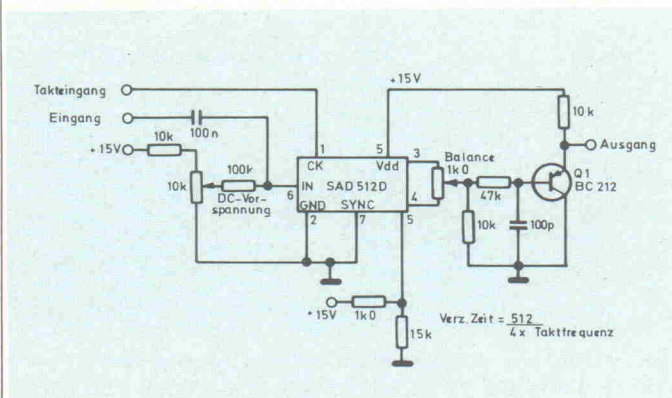 +15V
Takteingang
10k
Eingang
100n
1
5
3
Balance
1k0
Ausgang
+15V
10k
CK
Vdd
Q1
BC 212
10k
100k
6
IN
SAD 512D
47k
DC-Vor-
spannung
GND
SYNC
4
10k
100p
2
7
5
+15V
1k0
15k
Verz. Zeit = 512
4 x Taktfrequenz